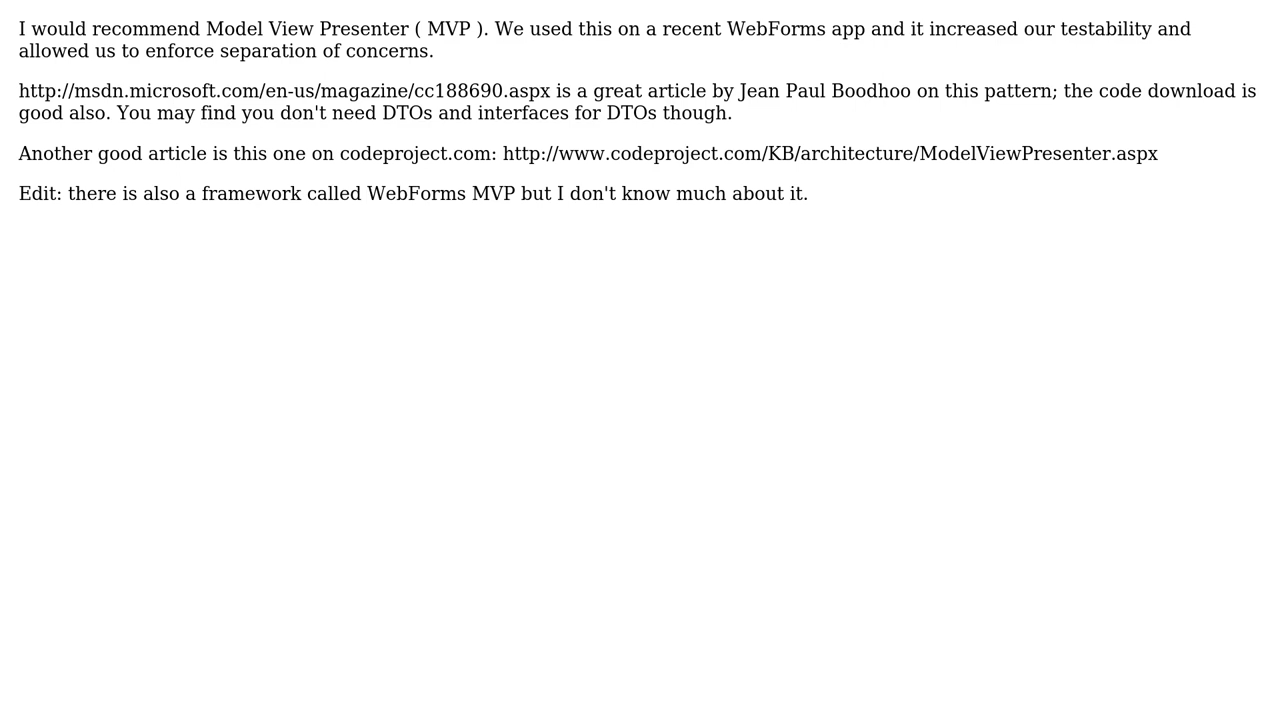 I would recommend Model View Presenter ( MVP ). We used this on a recent WebForms app and it increased our testability and
allowed us to enforce separation of concerns.
http://msdn.microsoft.com/en-us/magazine/cc188690.aspx is a great article by Jean Paul Boodhoo on this pattern; the code download is
good also. You may find you don't need DTOs and interfaces for DTOs though.
Another good article is this one on codeproject.com: http://www.codeproject.com/KB/architecture/ModelViewPresenter.aspx
Edit: there is also a framework called WebForms MVP but I don't know much about it.